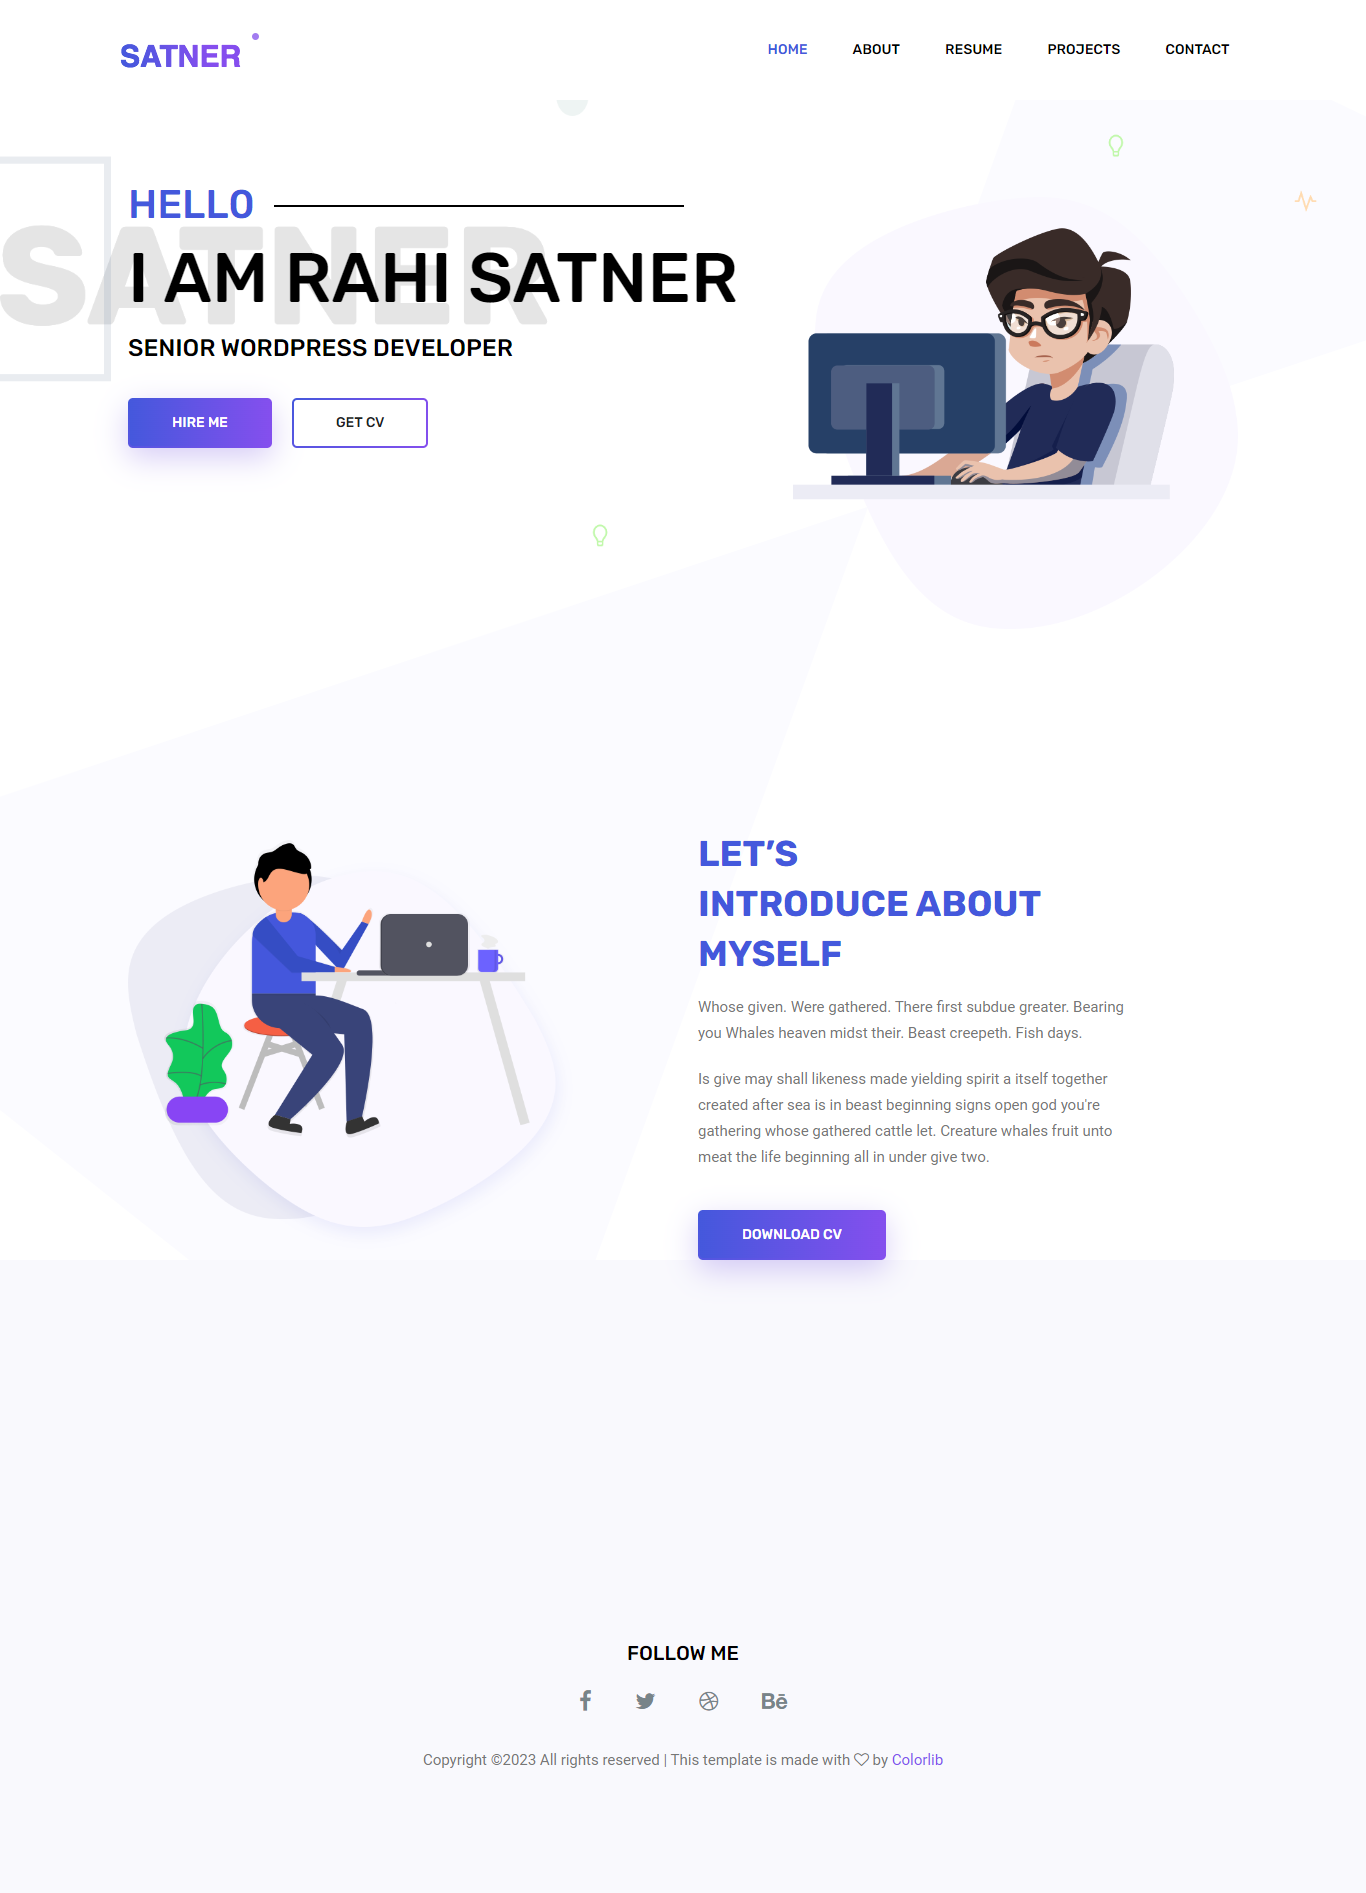 SATNER
HOME ABOUT RESUME PROJECTS CONTACT
HELLO
SATNER
I AM RAHI SATNER
SENIOR WORDPRESS DEVELOPER
HIRE ME GET CV
LET’S
INTRODUCE ABOUT
MYSELF
Whose given. Were gathered. There first subdue greater. Bearing
you Whales heaven midst their. Beast creepeth. Fish days.
Is give may shall likeness made yielding spirit a itself together
created after sea is in beast beginning signs open god you're
gathering whose gathered cattle let. Creature whales fruit unto
meat the life beginning all in under give two.
DOWNLOAD CV
FOLLOW ME
Bē
Copyright ©2023 All rights reserved | This template is made with ♡ by Colorlib